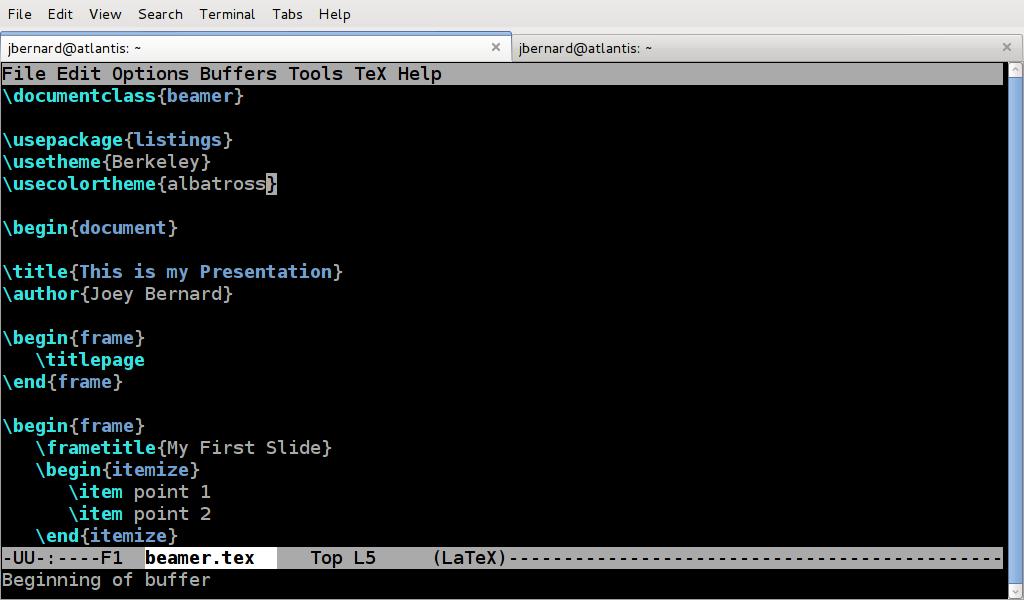 File Edit View Search Terminal Tabs Help
jbernard@atlantis: ~ × jbernard@atlantis: ~ ×
File Edit Options Buffers Tools TeX Help
\documentclass{beamer}
\usepackage{listings}
\usetheme{Berkeley}
\usecolortheme{albatross}
\begin{document}
\title{This is my Presentation}
\author{Joey Bernard}
\begin{frame}
   \titlepage
\end{frame}
\begin{frame}
   \frametitle{My First Slide}
   \begin{itemize}
      \item point 1
      \item point 2
   \end{itemize}
-UU-:----F1  beamer.tex     Top L5     (LaTeX)---------------------------------------------
Beginning of buffer